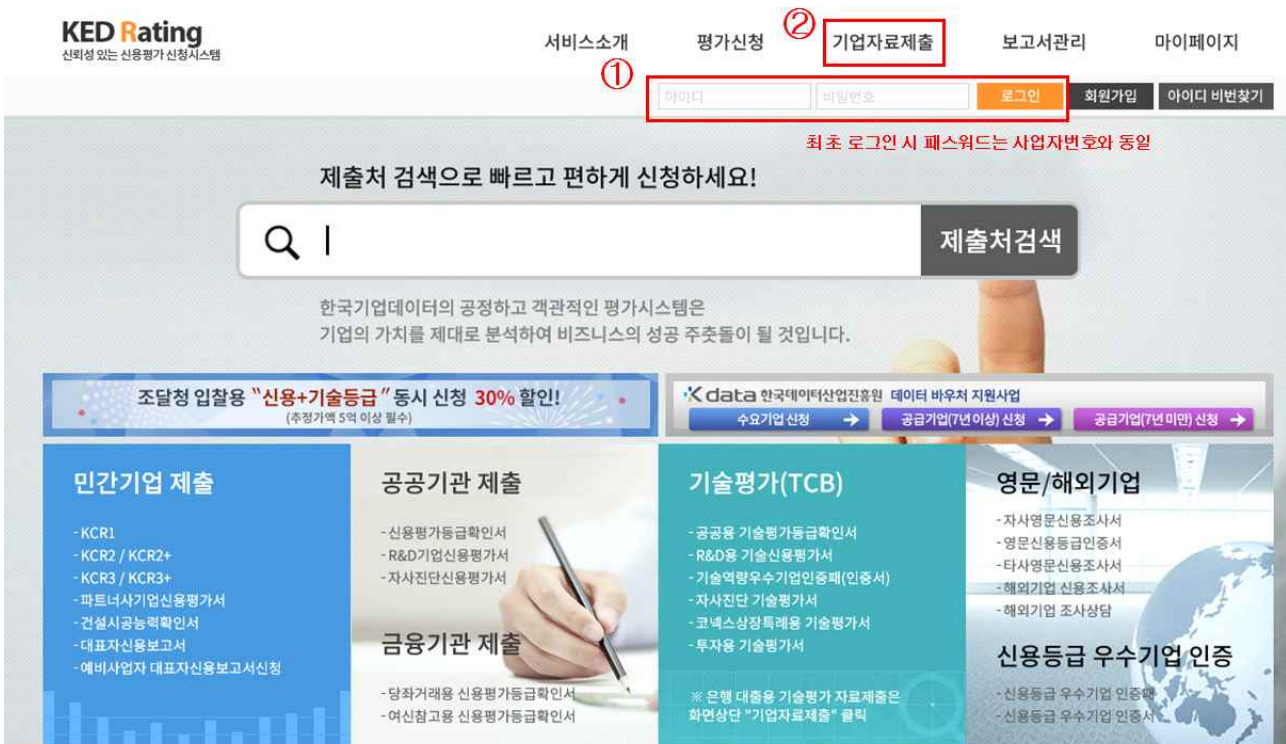 KED Rating
신뢰성 있는 신용평가 신청시스템
서비스소개
평가신청
②
기업자료제출
보고서관리
마이페이지
①
아이디
비밀번호
로그인
회원가입
아이디 비번찾기
최초 로그인 시 패스워드는 사업자번호와 동일
제출처 검색으로 빠르고 편하게 신청하세요!
제출처검색
한국기업데이터의 공정하고 객관적인 평가시스템은
기업의 가치를 제대로 분석하여 비즈니스의 성공 주춧돌이 될 것입니다.
조달청 입찰용 “신용+기술등급” 동시 신청 30% 할인!
(추정가액 5억 이상 필수)
Kdata 한국데이터산업진흥원 데이터 바우처 지원사업
수요기업 신청 →
공급기업(7년 이상) 신청 →
공급기업(7년 미만) 신청 →
민간기업 제출
- KCR1
- KCR2 / KCR2+
- KCR3 / KCR3+
- 파트너사기업신용평가서
- 건설시공능력확인서
- 대표자신용보고서
- 예비사업자 대표자신용보고서신청
공공기관 제출
- 신용평가등급확인서
- R&D기업신용평가서
- 자사진단신용평가서
금융기관 제출
- 당좌거래용 신용평가등급확인서
- 여신참고용 신용평가등급확인서
기술평가(TCB)
- 공공용 기술평가등급확인서
- R&D용 기술신용평가서
- 기술역량우수기업인증패(인증서)
- 자사진단 기술평가서
- 코넥스상장특례용 기술평가서
- 투자용 기술평가서
※ 은행 대출용 기술평가 자료제출은
화면상단 "기업자료제출" 클릭
영문/해외기업
- 자사영문신용조사서
- 영문신용등급인증서
- 타사영문신용조사서
- 해외기업 신용조사서
- 해외기업 조사상담
신용등급 우수기업 인증
- 신용등급 우수기업 인증패
- 신용등급 우수기업 인증서